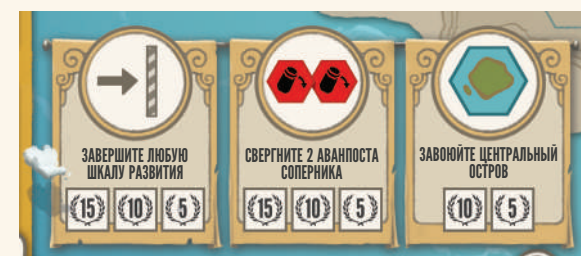 ЗАВЕРШИТЕ ЛЮБУЮ
ШКАЛУ РАЗВИТИЯ
15 10 5
СВЕРГНИТЕ 2 АВАНПОСТА
СОПЕРНИКА
15 10 5
ЗАВОЮЙТЕ ЦЕНТРАЛЬНЫЙ
ОСТРОВ
10 5